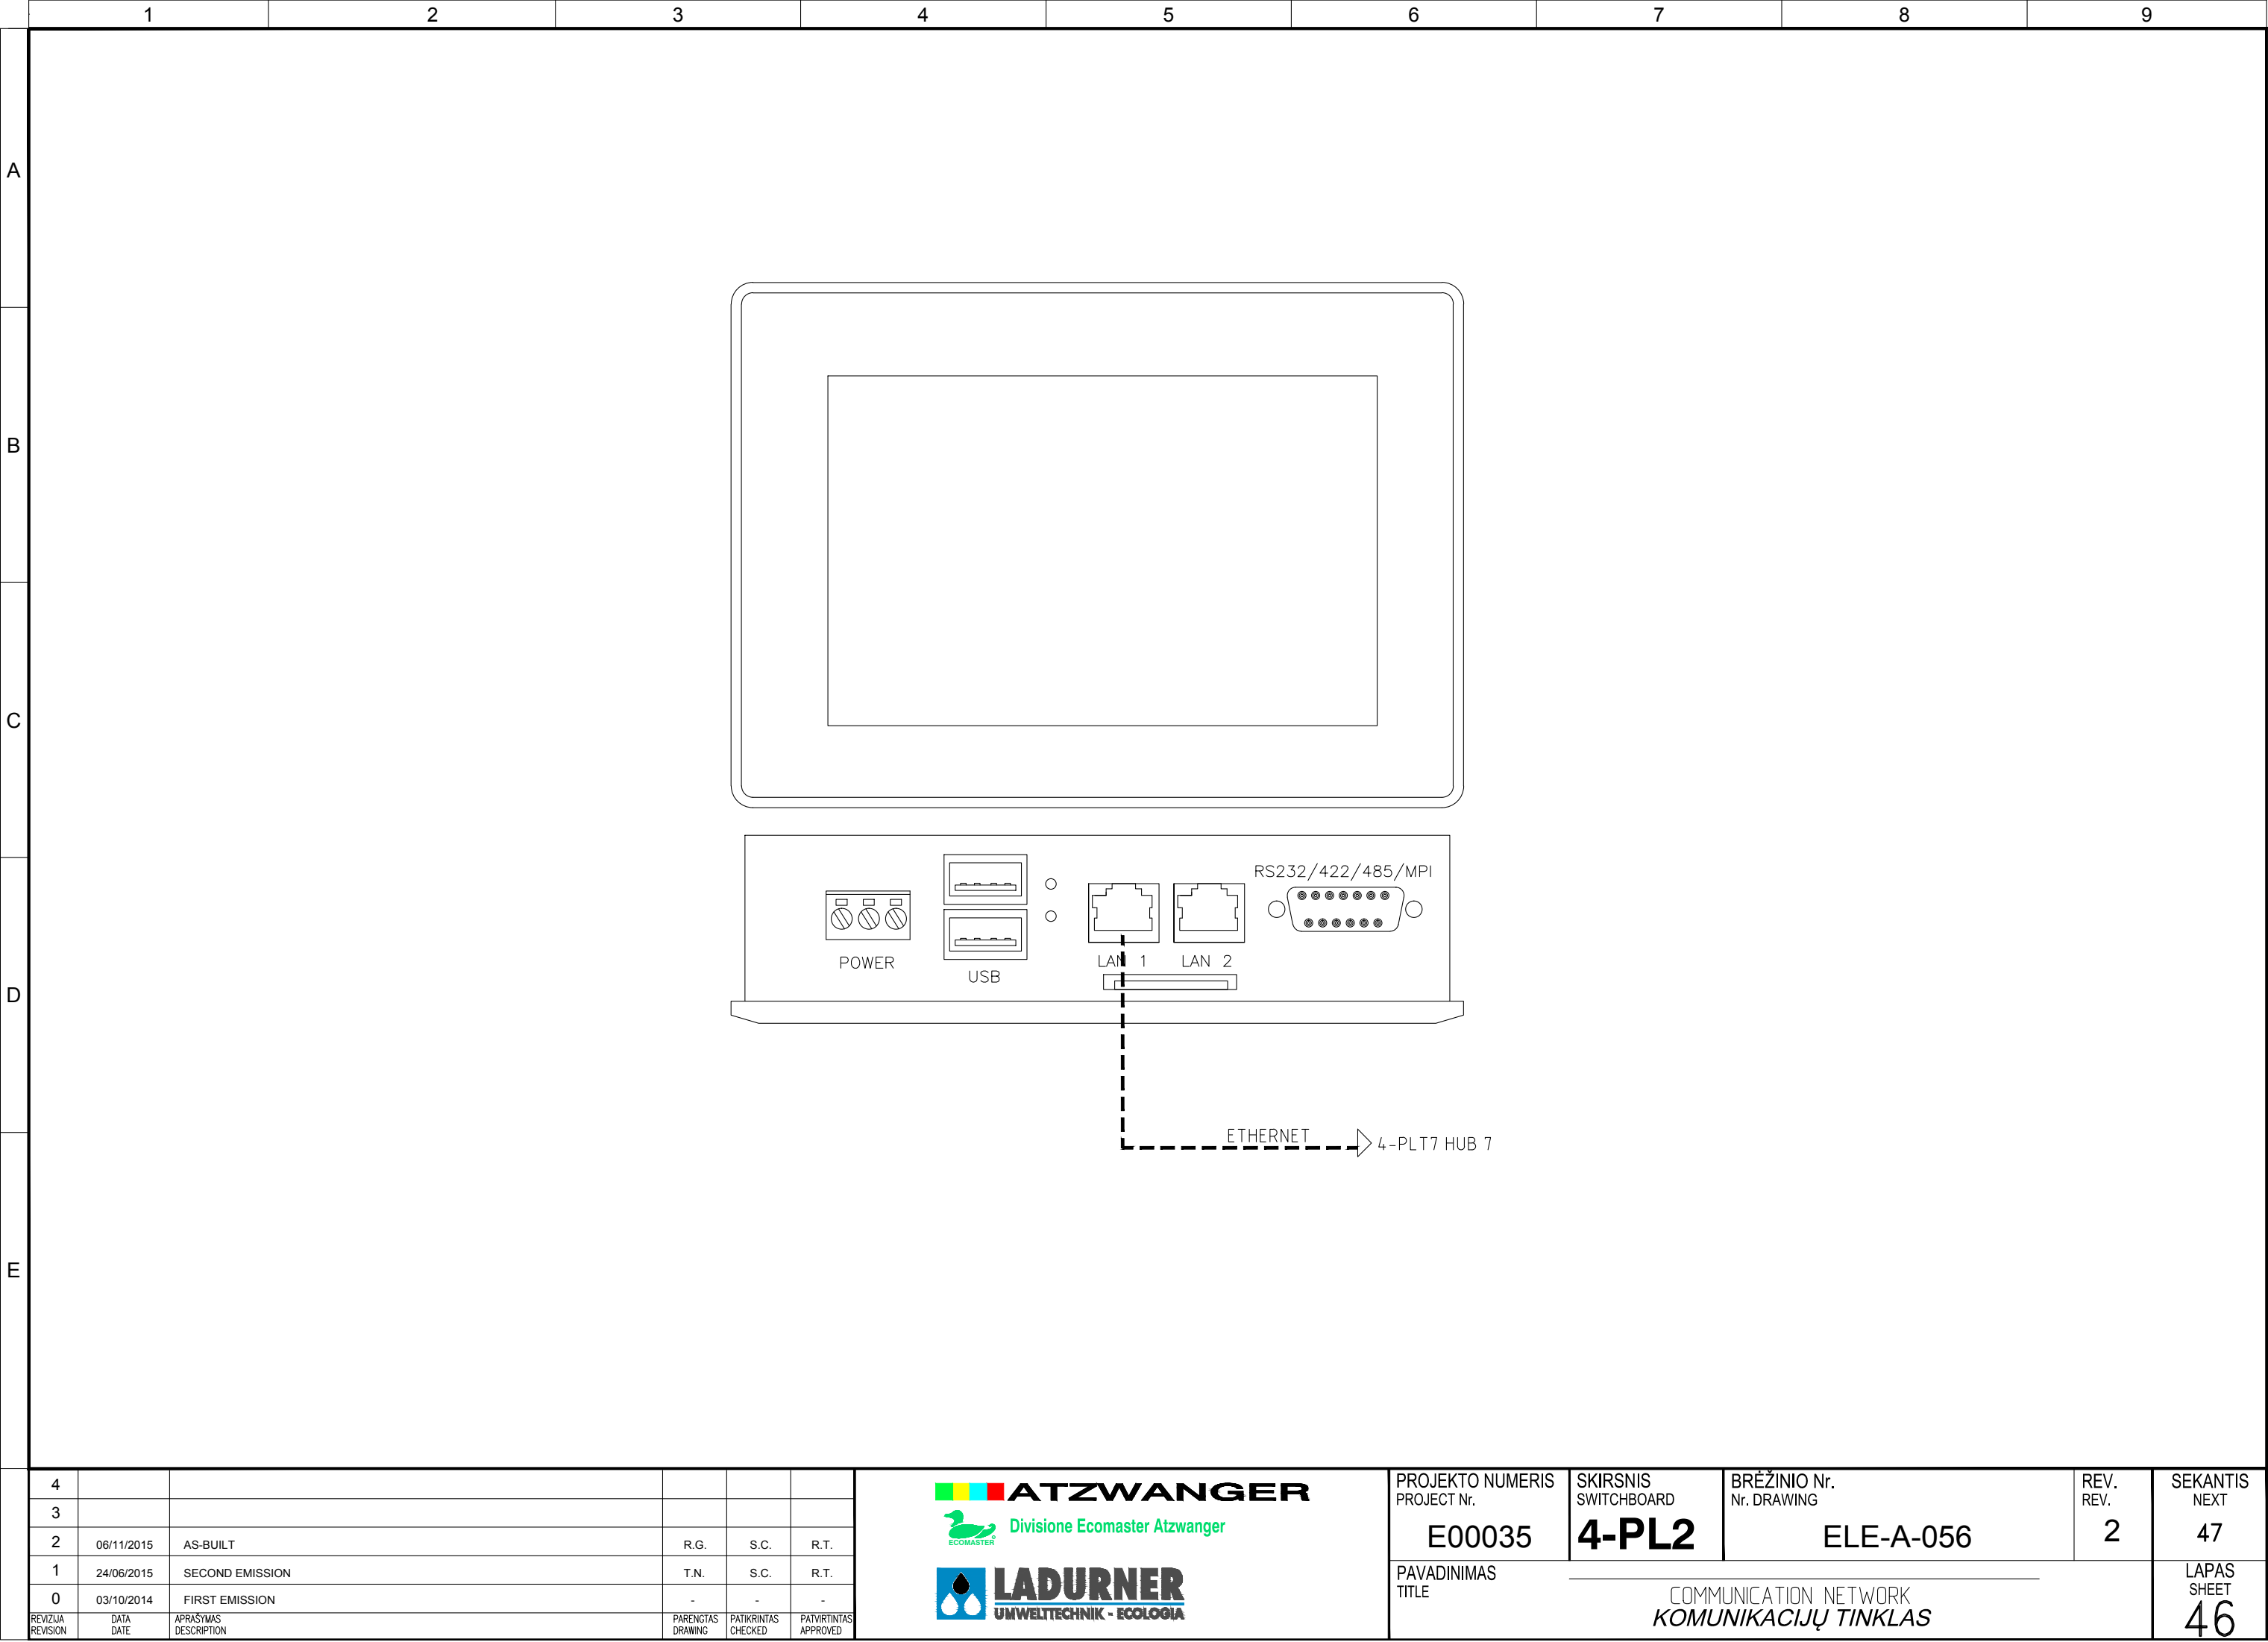 1 2 3 4 5 6 7 8 9
A
B
C
D
E
RS232/422/485/MPI
POWER
USB
LAN 1
LAN 2
ETHERNET
4-PLT7 HUB 7
4
3
2 06/11/2015 AS-BUILT R.G. S.C. R.T.
1 24/06/2015 SECOND EMISSION T.N. S.C. R.T.
0 03/10/2014 FIRST EMISSION - - -
REVIZIJA DATA APRAŠYMAS PARENGTAS PATIKRINTAS PATVIRTINTAS
REVISION DATE DESCRIPTION DRAWING CHECKED APPROVED
ATZWANGER
Divisione Ecomaster Atzwanger
ECOMASTER
LADURNER
UMWELTTECHNIK - ECOLOGIA
PROJEKTO NUMERIS
PROJECT Nr.
E00035
SKIRSNIS
SWITCHBOARD
4-PL2
BRĖŽINIO Nr.
Nr. DRAWING
ELE-A-056
REV.
REV.
2
SEKANTIS
NEXT
47
PAVADINIMAS
TITLE
COMMUNICATION NETWORK
KOMUNIKACIJŲ TINKLAS
LAPAS
SHEET
46